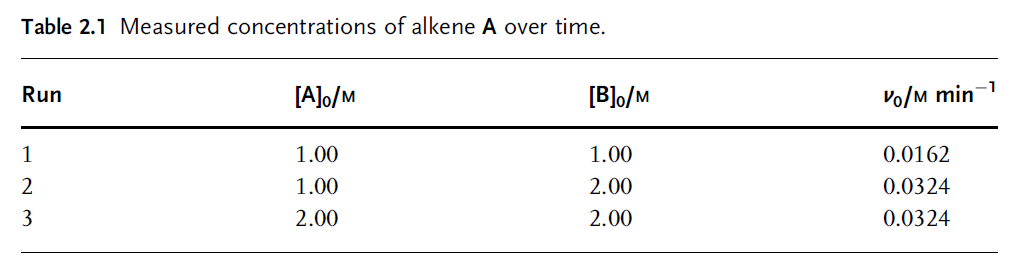 Table 2.1 Measured concentrations of alkene A over time.
Run [A]₀/M [B]₀/M v₀/M min⁻¹
1 1.00 1.00 0.0162
2 1.00 2.00 0.0324
3 2.00 2.00 0.0324